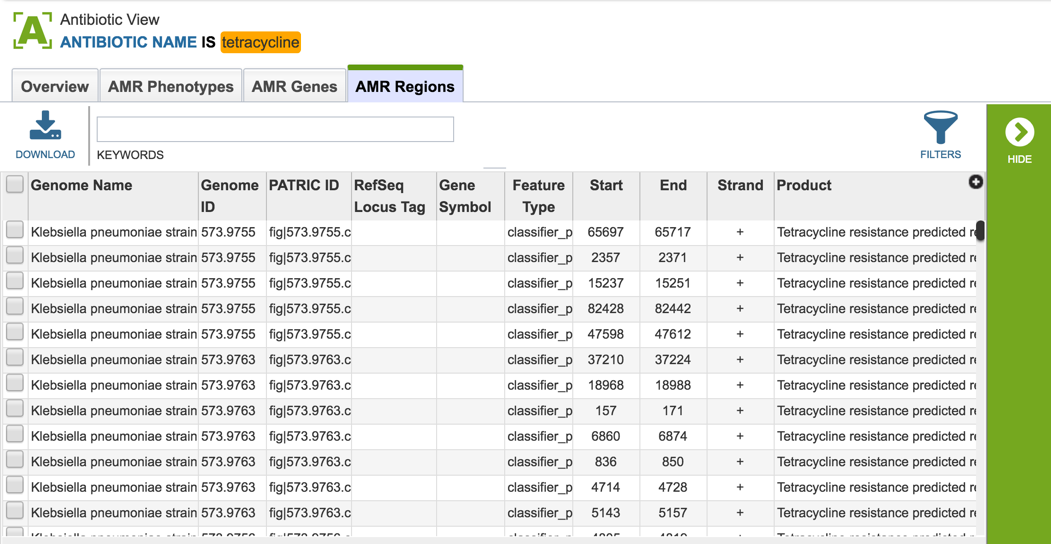 Antibiotic View
ANTIBIOTIC NAME IS tetracycline
Overview AMR Phenotypes AMR Genes AMR Regions
DOWNLOAD KEYWORDS FILTERS HIDE
Genome Name Genome ID PATRIC ID RefSeq Locus Tag Gene Symbol Feature Type Start End Strand Product
Klebsiella pneumoniae strain 573.9755 fig|573.9755.c classifier_p 65697 65717 + Tetracycline resistance predicted r
Klebsiella pneumoniae strain 573.9755 fig|573.9755.c classifier_p 2357 2371 + Tetracycline resistance predicted r
Klebsiella pneumoniae strain 573.9755 fig|573.9755.c classifier_p 15237 15251 + Tetracycline resistance predicted r
Klebsiella pneumoniae strain 573.9755 fig|573.9755.c classifier_p 82428 82442 + Tetracycline resistance predicted r
Klebsiella pneumoniae strain 573.9755 fig|573.9755.c classifier_p 47598 47612 + Tetracycline resistance predicted r
Klebsiella pneumoniae strain 573.9763 fig|573.9763.c classifier_p 37210 37224 + Tetracycline resistance predicted r
Klebsiella pneumoniae strain 573.9763 fig|573.9763.c classifier_p 18968 18988 + Tetracycline resistance predicted r
Klebsiella pneumoniae strain 573.9763 fig|573.9763.c classifier_p 157 171 + Tetracycline resistance predicted r
Klebsiella pneumoniae strain 573.9763 fig|573.9763.c classifier_p 6860 6874 + Tetracycline resistance predicted r
Klebsiella pneumoniae strain 573.9763 fig|573.9763.c classifier_p 836 850 + Tetracycline resistance predicted r
Klebsiella pneumoniae strain 573.9763 fig|573.9763.c classifier_p 4714 4728 + Tetracycline resistance predicted r
Klebsiella pneumoniae strain 573.9763 fig|573.9763.c classifier_p 5143 5157 + Tetracycline resistance predicted r